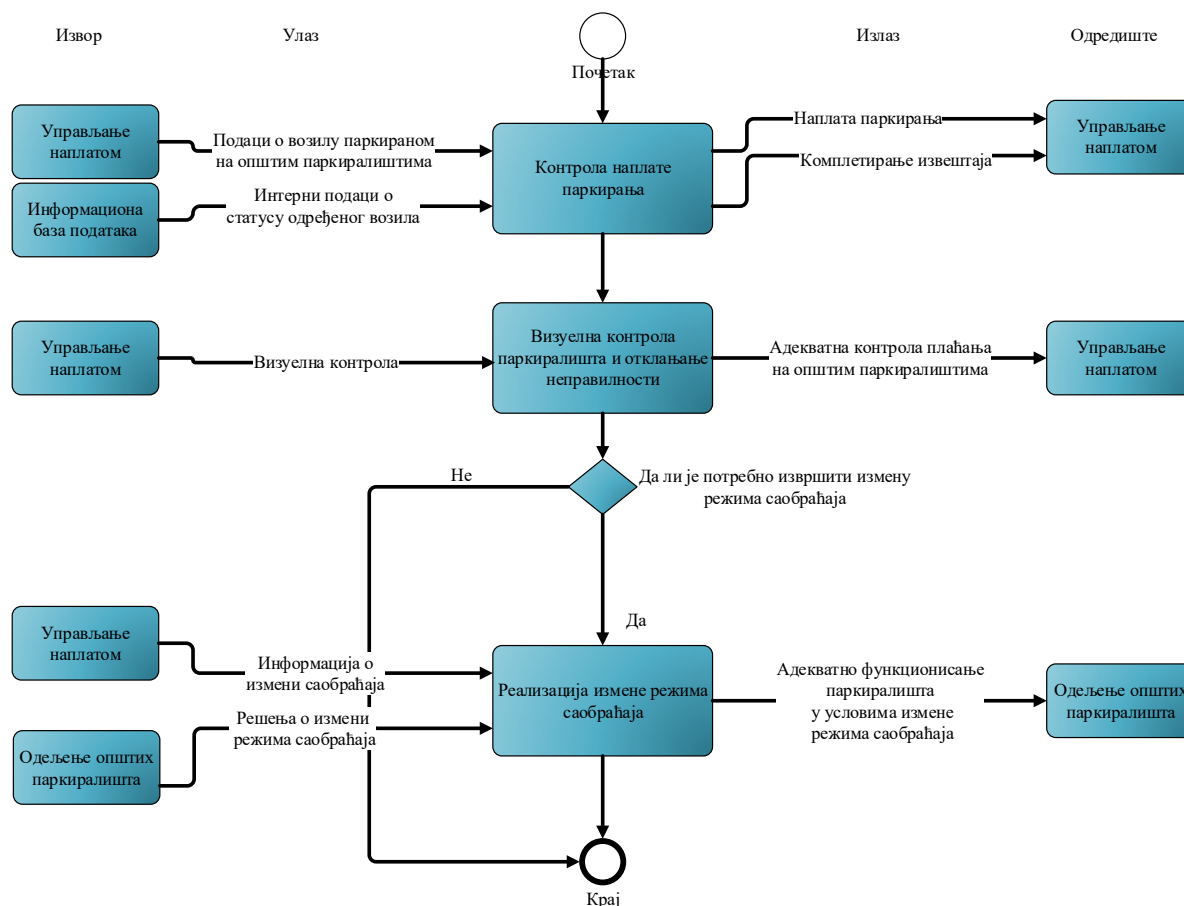 Извор
Улаз
Излаз
Одредиште
Почетак
Управљање
наплатом
Подаци о возилу паркираном
на општим паркиралиштима
Контрола наплате
паркирања
Наплата паркирања
Комплетирање извештаја
Управљање
наплатом
Информациона
база података
Интерни подаци о
статусу одређеног возила
Управљање
наплатом
Визуелна контрола
Визуелна контрола
паркиралишта и отклањање
неправилности
Адекватна контрола плаћања
на општим паркиралиштима
Управљање
наплатом
Не
Да ли је потребно извршити измену
режима саобраћаја
Да
Управљање
наплатом
Информација о
измени саобраћаја
Реализација измене режима
саобраћаја
Адекватно функционисање
паркиралишта
у условима измене
режима саобраћаја
Одељење општих
паркиралишта
Одељење општих
паркиралишта
Решења о измени
режима саобраћаја
Крај